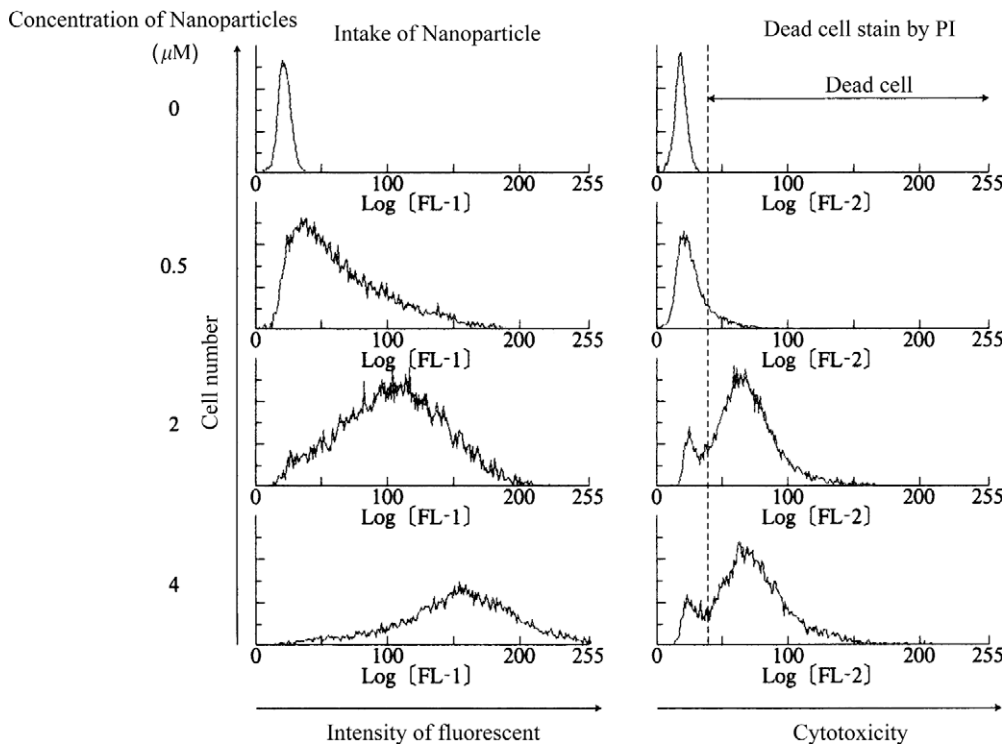 Concentration of Nanoparticles
(μM)
Intake of Nanoparticle
Dead cell stain by PI
Dead cell
0
0 100 200 255
Log [FL-1]
0 100 200 255
Log [FL-2]
0.5
0 100 200 255
Log [FL-1]
0 100 200 255
Log [FL-2]
Cell number
2
0 100 200 255
Log [FL-1]
0 100 200 255
Log [FL-2]
4
0 100 200 255
Log [FL-1]
0 100 200 255
Log [FL-2]
Intensity of fluorescent
Cytotoxicity